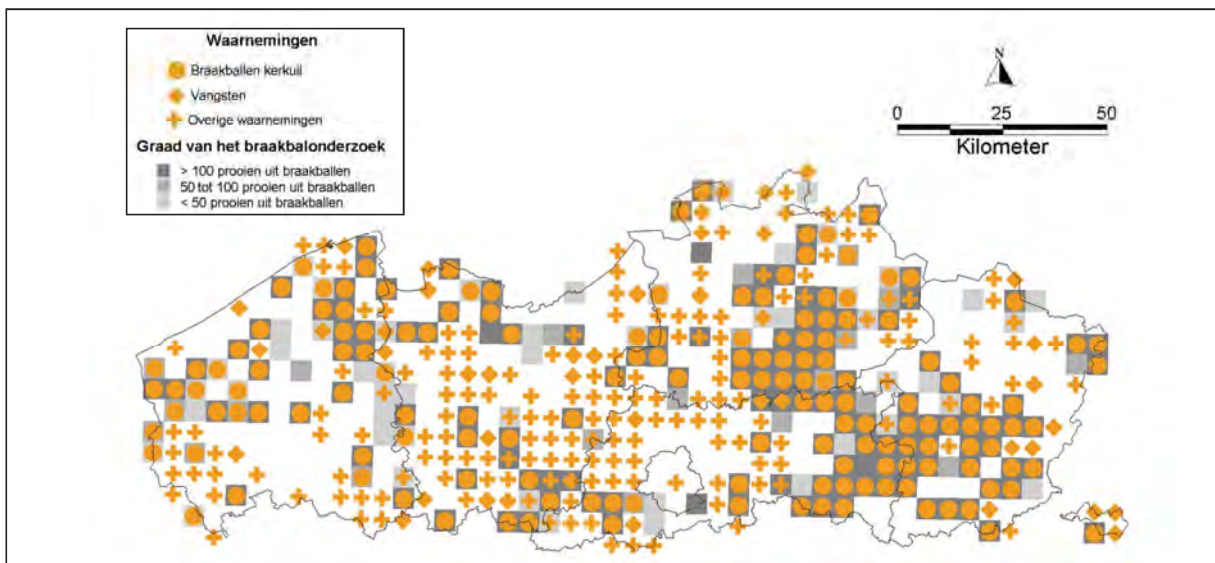 Waarnemingen
Braakballen kerkuil
Vangsten
Overige waarnemingen
Graad van het braakbalonderzoek
> 100 prooien uit braakballen
50 tot 100 prooien uit braakballen
< 50 prooien uit braakballen
N
0 25 50
Kilometer